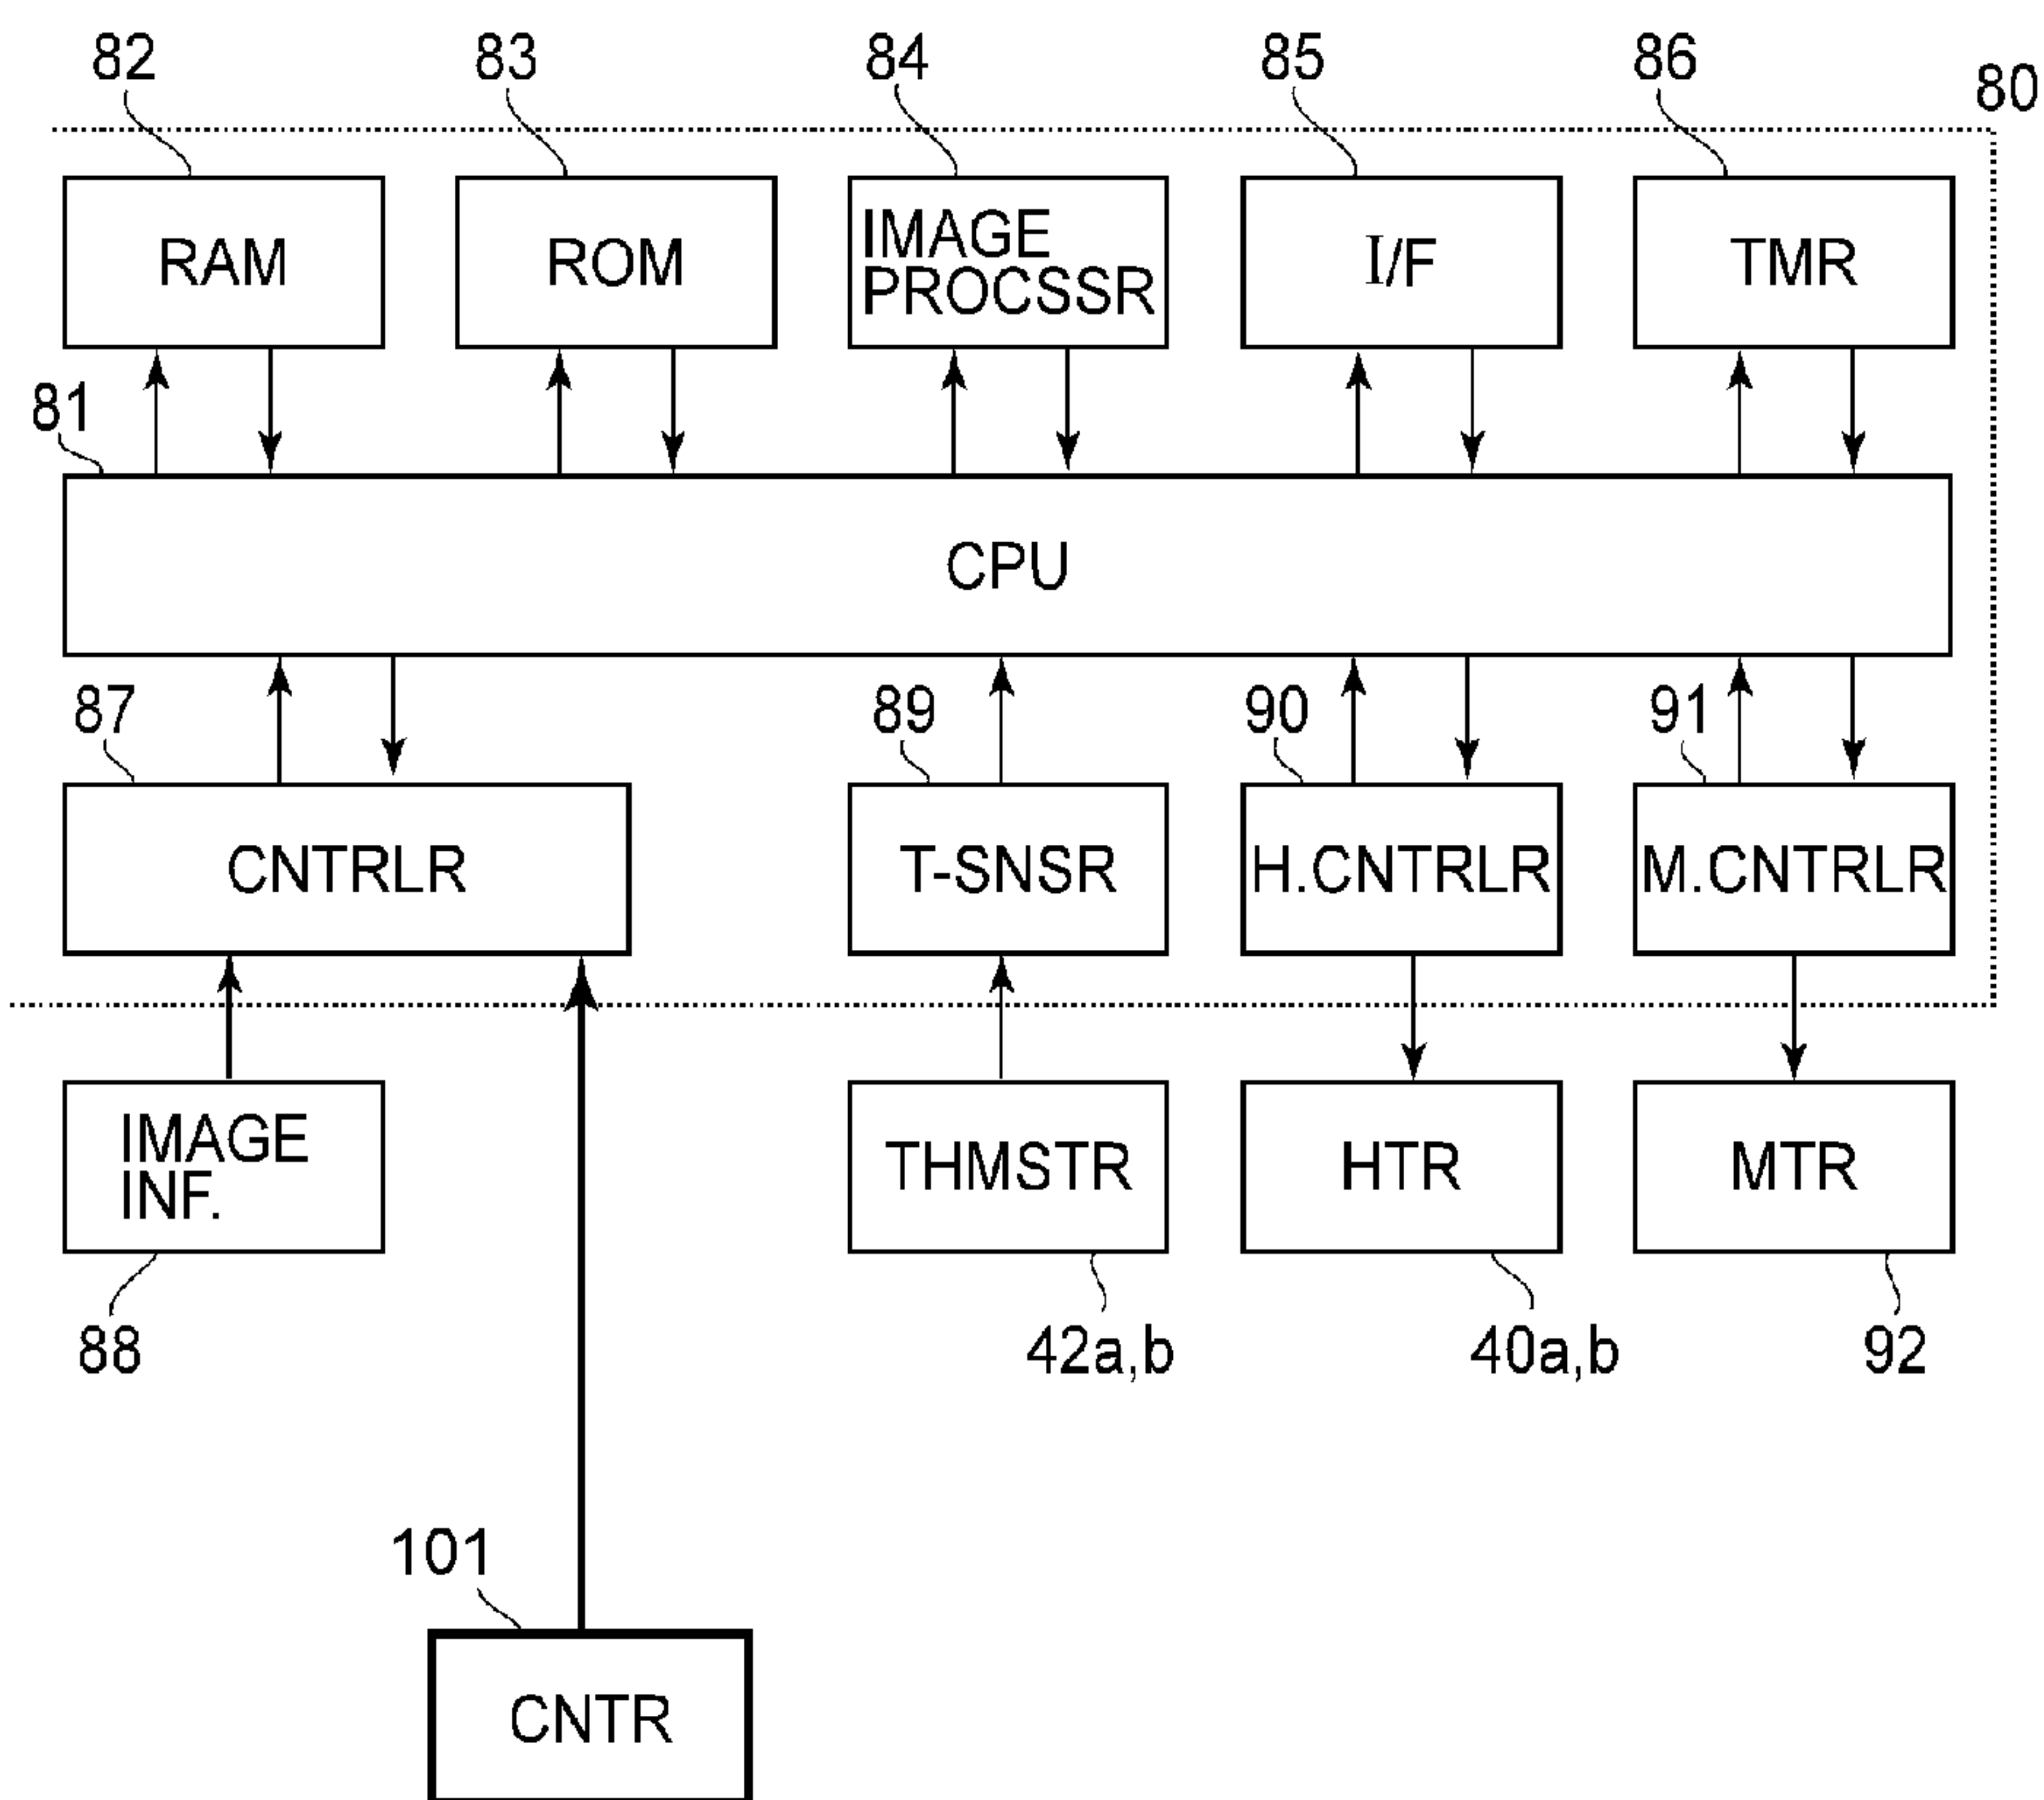 82
83
84
85
86
80
RAM
ROM
IMAGE
PROCSSR
I/F
TMR
81
CPU
87
89
90
91
CNTRLR
T-SNSR
H.CNTRLR
M.CNTRLR
IMAGE
INF.
THMSTR
HTR
MTR
88
42a,b
40a,b
92
101
CNTR